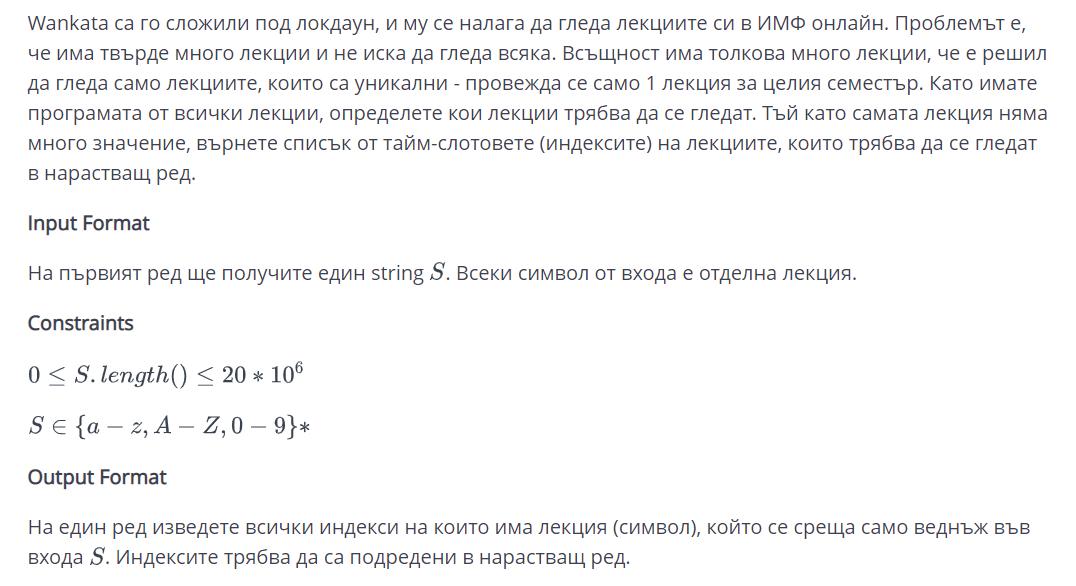 Wankata са го сложили под локдаун, и му се налага да гледа лекциите си в ИМФ онлайн. Проблемът е,
че има твърде много лекции и не иска да гледа всяка. Всъщност има толкова много лекции, че е решил
да гледа само лекциите, които са уникални - провежда се само 1 лекция за целия семестър. Като имате
програмата от всички лекции, определете кои лекции трябва да се гледат. Тъй като самата лекция няма
много значение, върнете списък от тайм-слотовете (индексите) на лекциите, които трябва да се гледат
в нарастващ ред.
Input Format
На първият ред ще получите един string S. Всеки символ от входа е отделна лекция.
Constraints
0 ≤ S.length() ≤ 20 * 10⁶
S ∈ {a − z, A − Z, 0 − 9}*
Output Format
На един ред изведете всички индекси на които има лекция (символ), който се среща само веднъж във
входа S. Индексите трябва да са подредени в нарастващ ред.